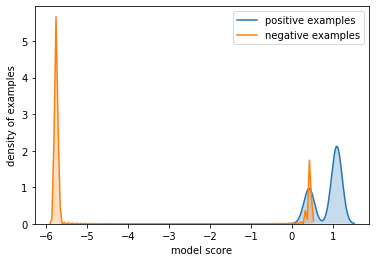 positive examples
negative examples
density of examples
5
4
3
2
1
0
−6 −5 −4 −3 −2 −1 0 1
model score